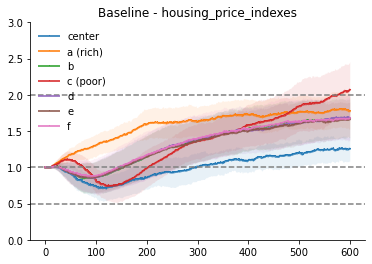 Baseline - housing_price_indexes
3.0
2.5
2.0
1.5
1.0
0.5
0.0
center
a (rich)
b
c (poor)
d
e
f
0 100 200 300 400 500 600